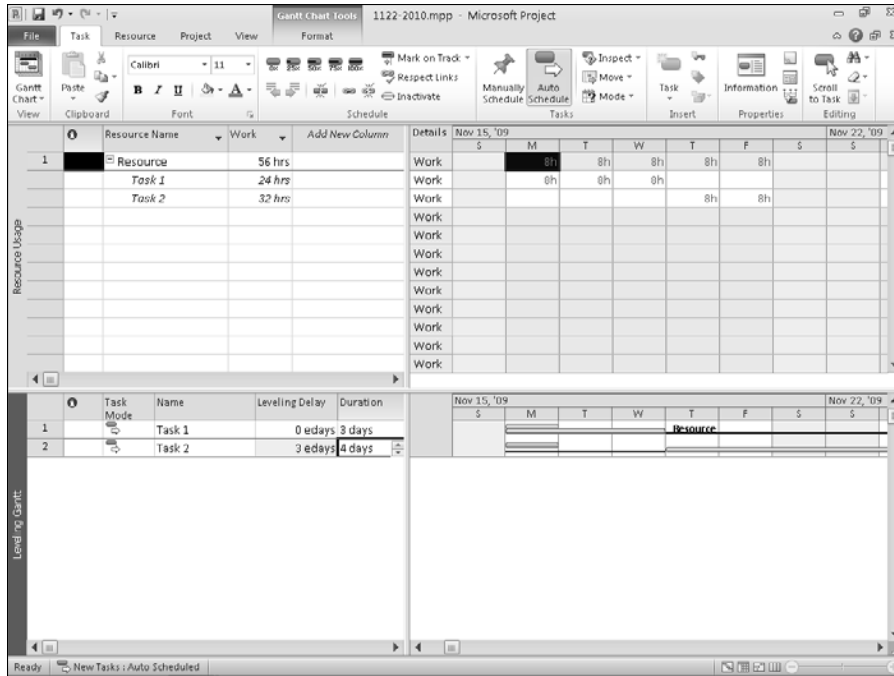 1122-2010.mpp - Microsoft Project
Gantt Chart Tools
File Task Resource Project View Format
Gantt Chart
View
Paste
Clipboard
Calibri 11
B I U A
Font
Mark on Track
Respect Links
Inactivate
Schedule
Manually Schedule
Auto Schedule
Inspect
Move
Mode
Tasks
Task
Insert
Information
Properties
Scroll to Task
Editing
Resource Name Work Add New Column Details Nov 15, '09 Nov 22, '09
S M T W T F S S
1 Resource 56 hrs Work 8h 8h 8h 8h 8h
Task 1 24 hrs Work 8h 8h 8h
Task 2 32 hrs Work 8h 8h
Work
Work
Work
Work
Work
Work
Work
Work
Work
Resource Usage
Task Mode Name Leveling Delay Duration Nov 15, '09 Nov 22, '09
S M T W T F S S
1 Task 1 0 edays 3 days Resource
2 Task 2 3 edays 4 days
Leveling Gantt
Ready New Tasks : Auto Scheduled